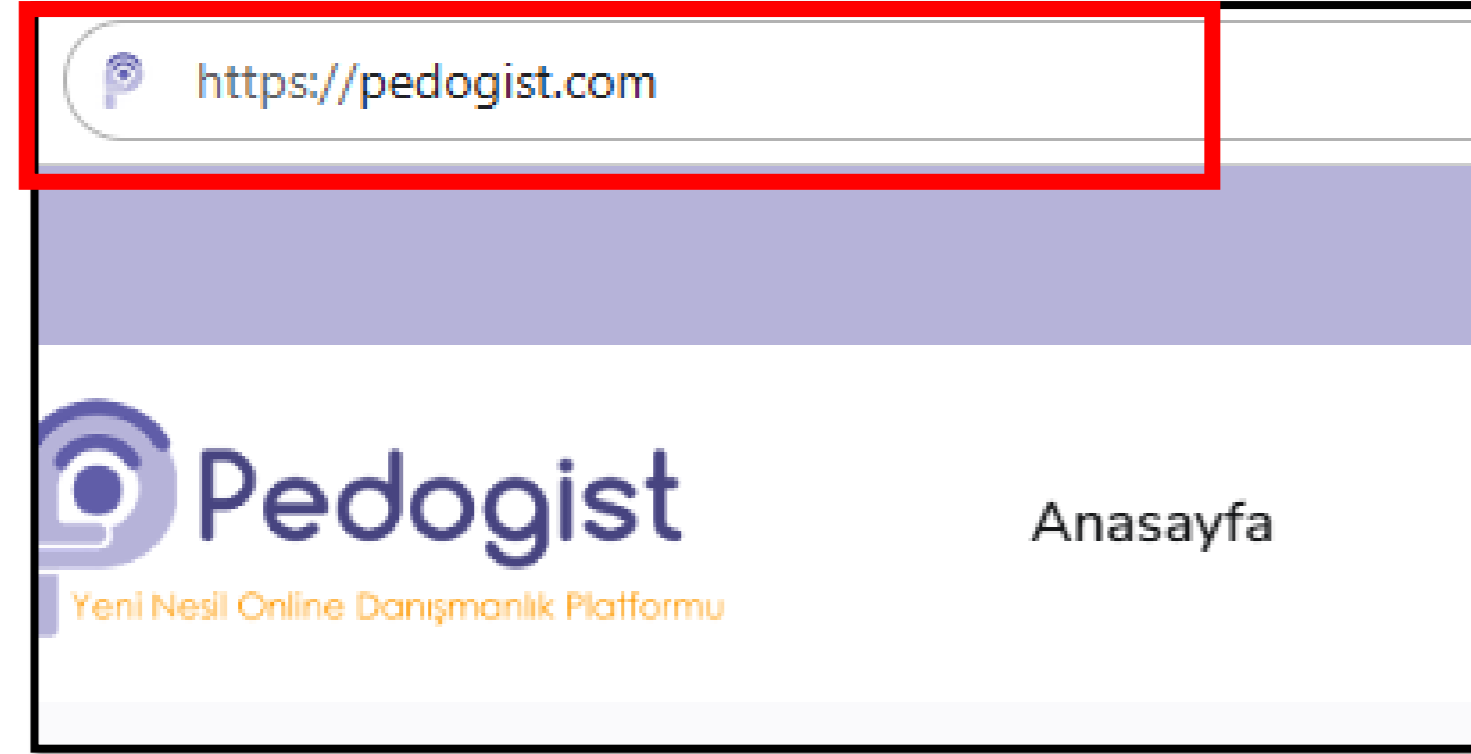 https://pedogist.com
Pedogist
Anasayfa
Yeni Nesil Online Danışmanlık Platformu